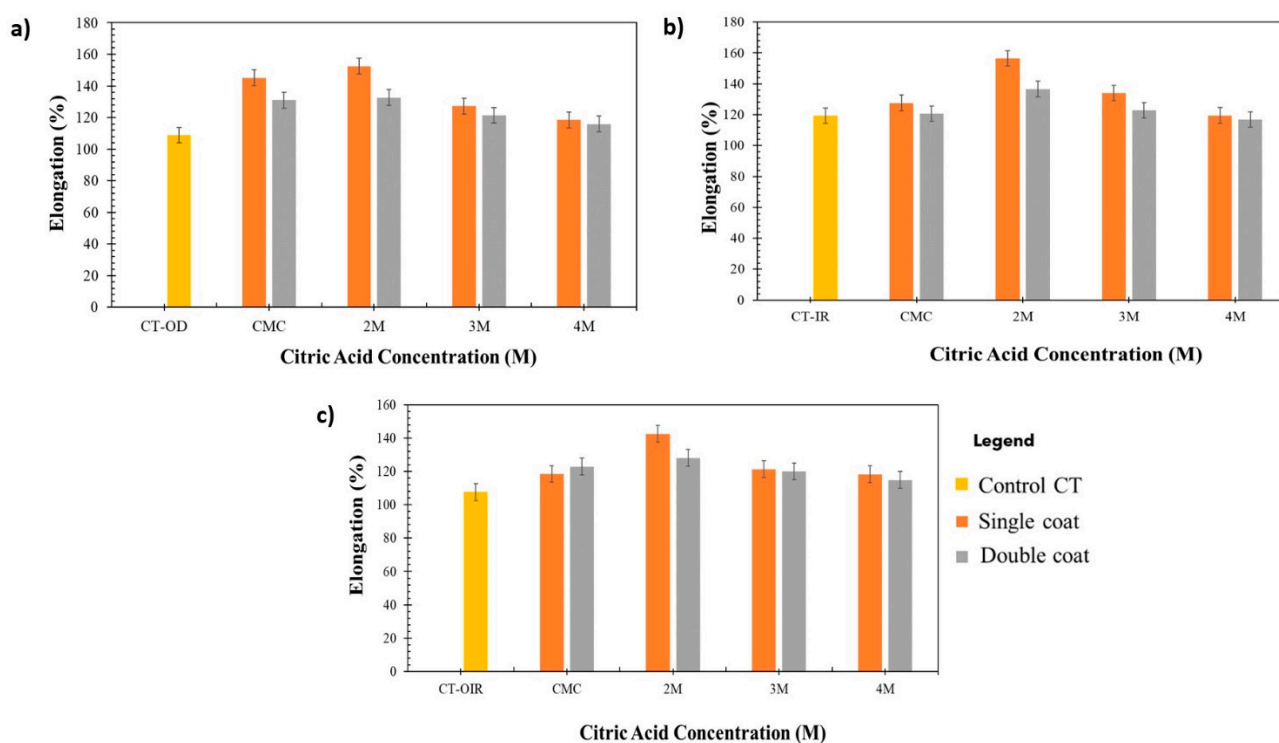 a)
180
160
140
120
100
80
60
40
20
0
Elongation (%)
CT-OD CMC 2M 3M 4M
Citric Acid Concentration (M)
b)
180
160
140
120
100
80
60
40
20
0
Elongation (%)
CT-IR CMC 2M 3M 4M
Citric Acid Concentration (M)
c)
160
140
120
100
80
60
40
20
0
Elongation (%)
CT-OIR CMC 2M 3M 4M
Citric Acid Concentration (M)
Legend
Control CT
Single coat
Double coat